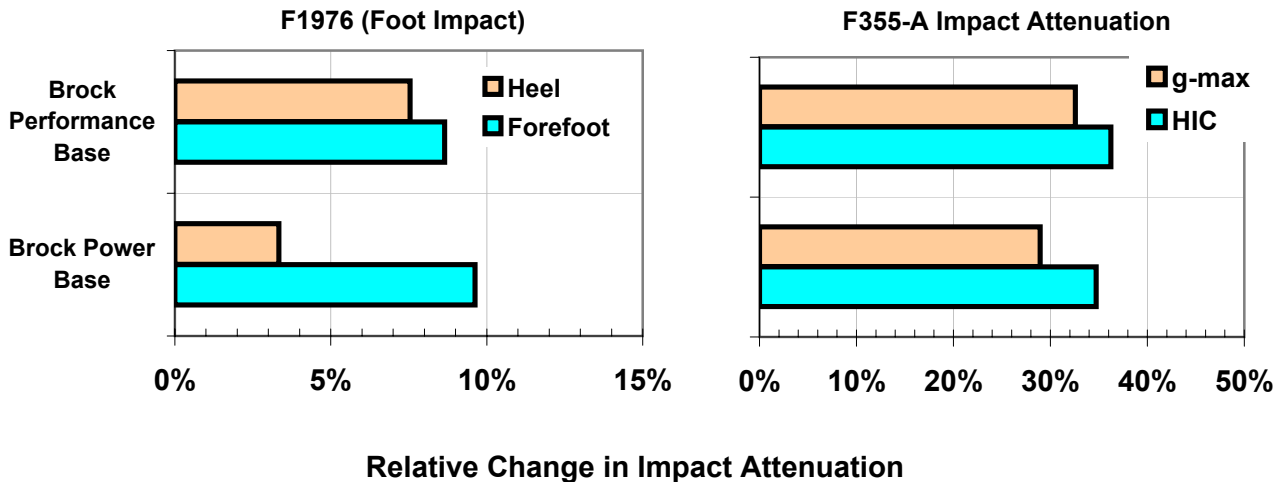 F1976 (Foot Impact)
Brock
Performance
Base
Brock Power
Base
Heel
Forefoot
0% 5% 10% 15%
F355-A Impact Attenuation
g-max
HIC
0% 10% 20% 30% 40% 50%
Relative Change in Impact Attenuation